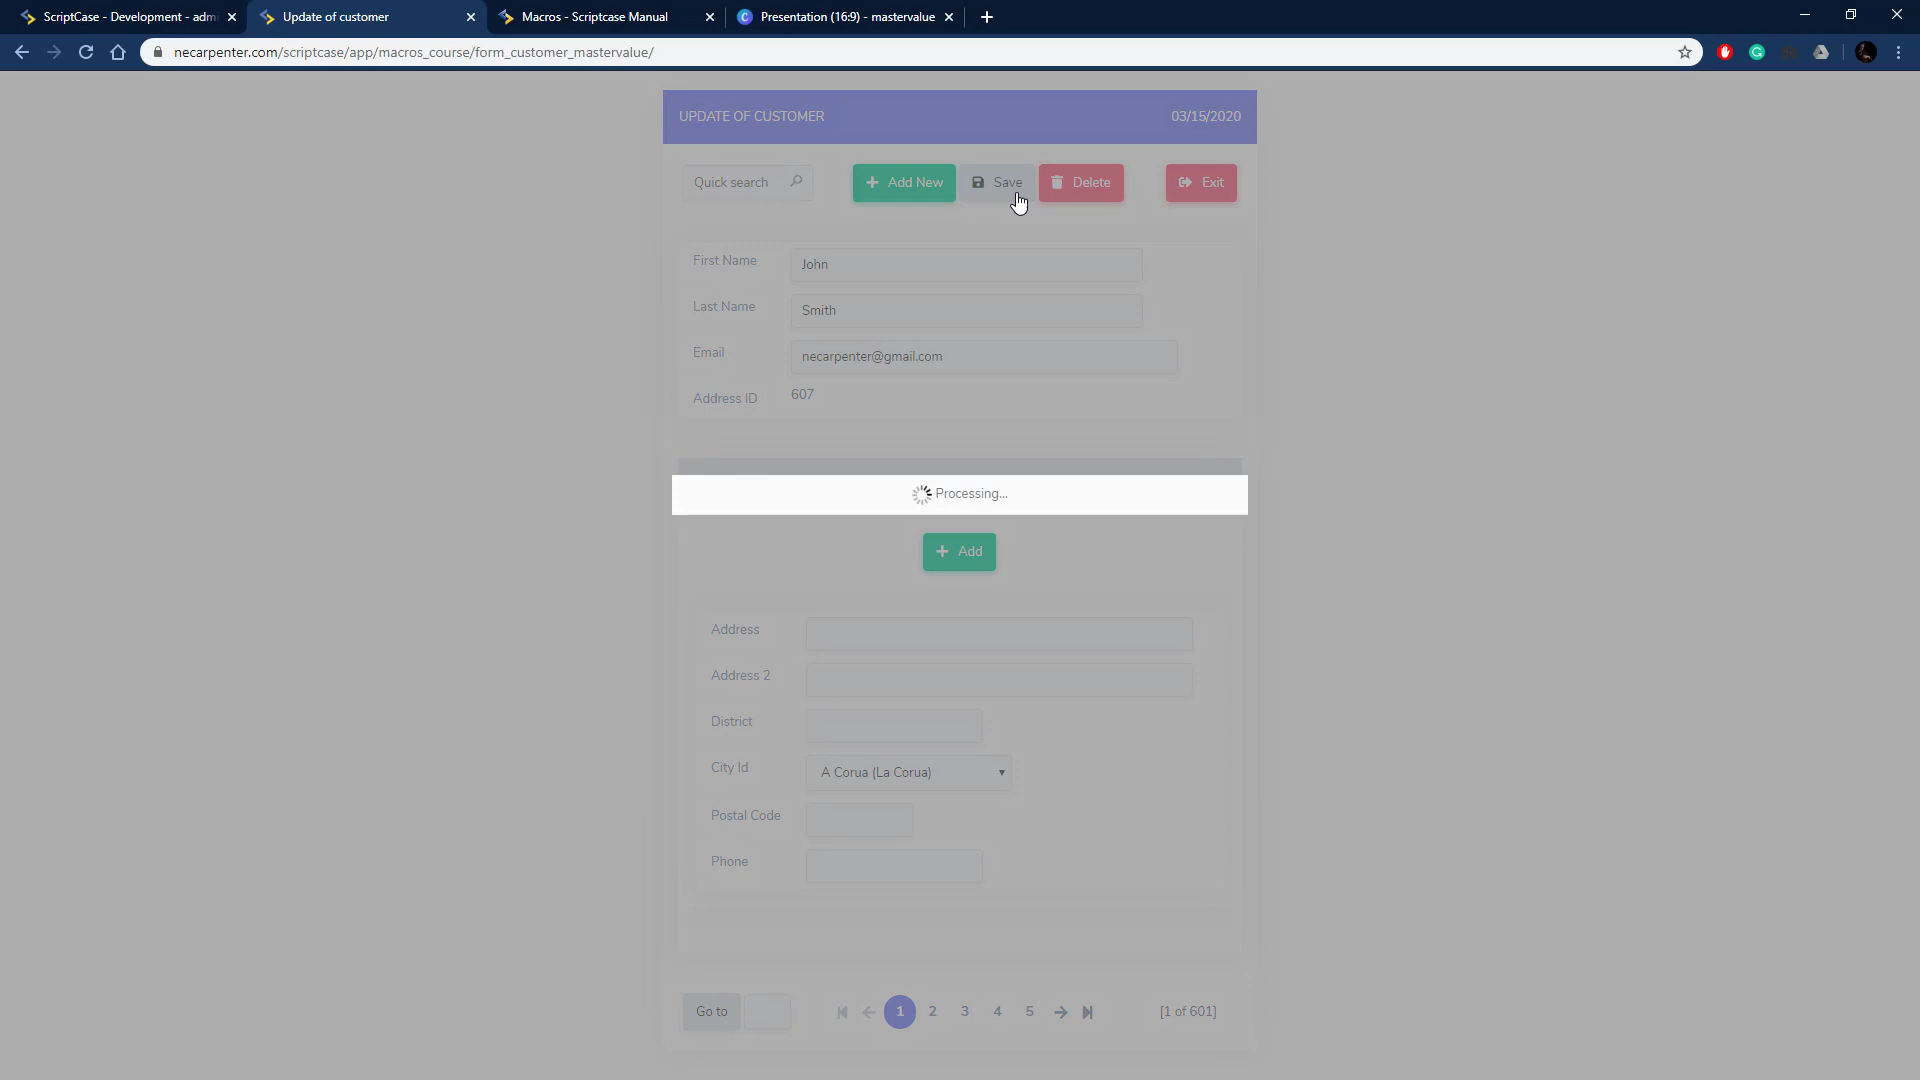 ScriptCase - Development - adm
Update of customer
Macros - Scriptcase Manual
Presentation (16:9) - mastervalue
necarpenter.com/scriptcase/app/macros_course/form_customer_mastervalue/
UPDATE OF CUSTOMER 03/15/2020
Quick search Add New Save Delete Exit
First Name John
Last Name Smith
Email necarpenter@gmail.com
Address ID 607
Processing...
Add
Address
Address 2
District
City Id A Corua (La Corua)
Postal Code
Phone
Go to 1 2 3 4 5 [1 of 601]